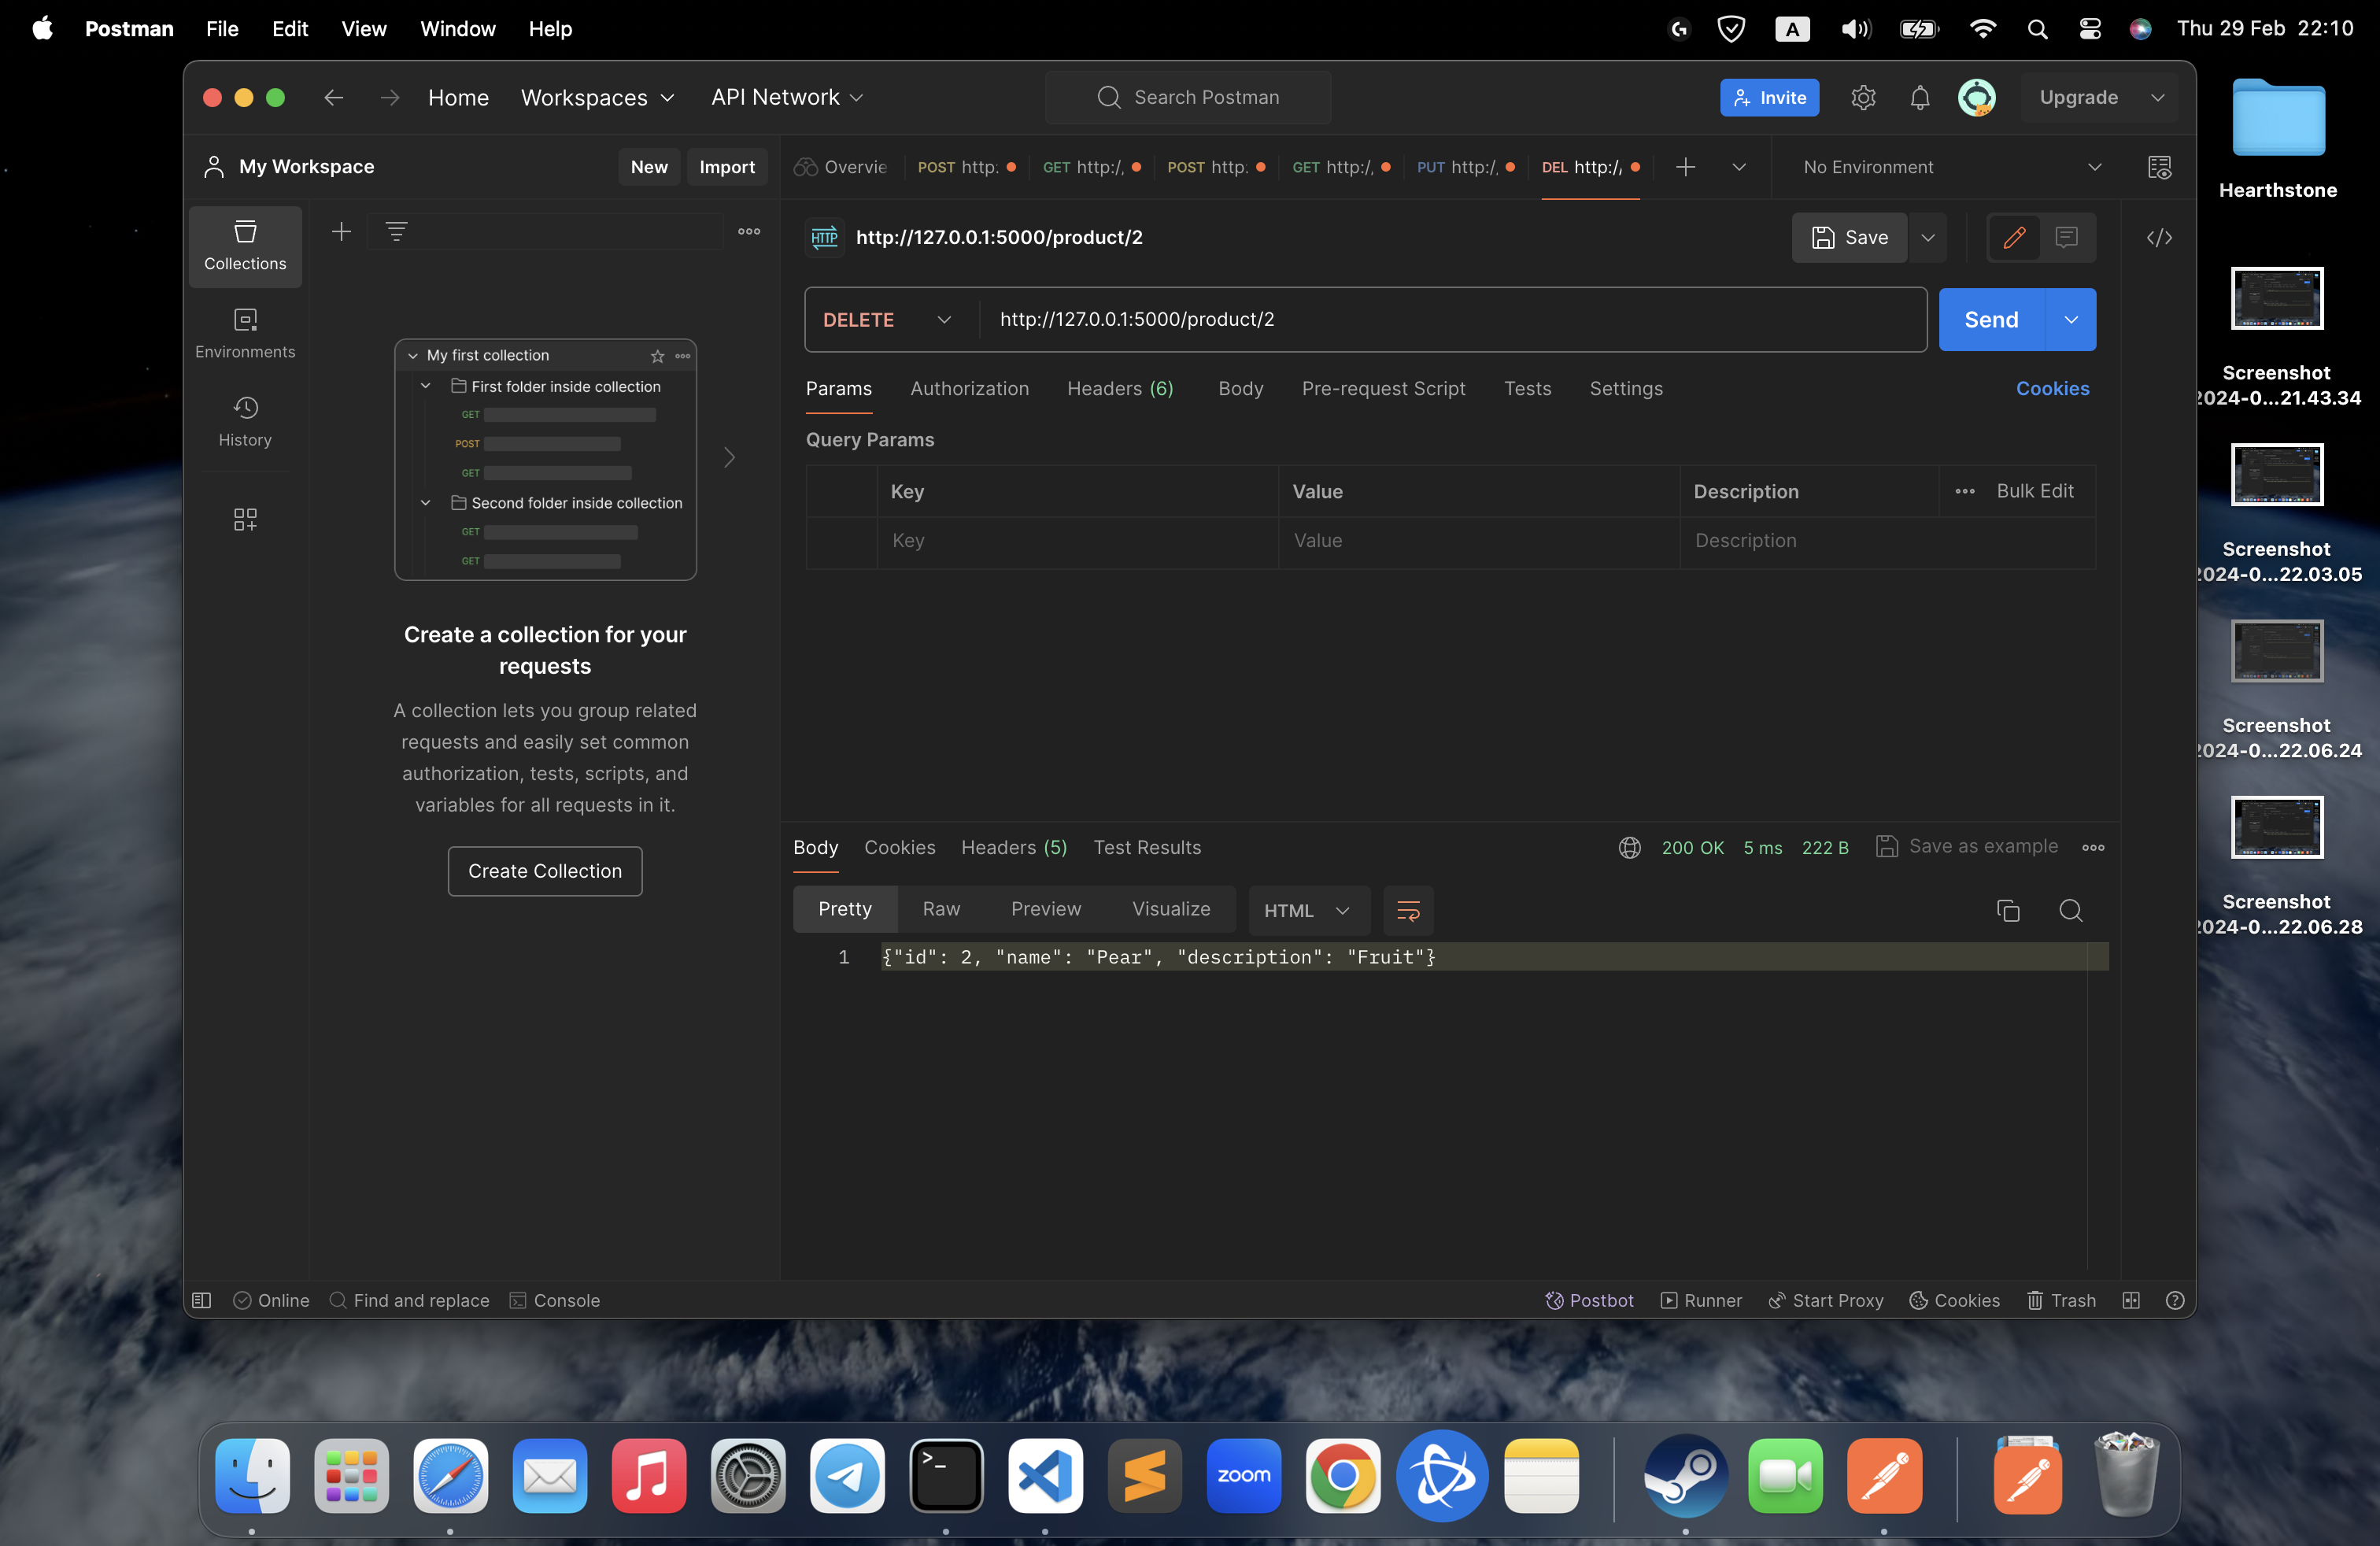 Postman File Edit View Window Help A Thu 29 Feb 22:10
Home Workspaces API Network Search Postman Invite Upgrade
My Workspace New Import
Overvie POST http: GET http:/, POST http: GET http:/, PUT http:/, DEL http:// No Environment
Collections
Environments
History
My first collection
First folder inside collection
GET
POST
GET
Second folder inside collection
GET
GET
Create a collection for your
requests
A collection lets you group related
requests and easily set common
authorization, tests, scripts, and
variables for all requests in it.
Create Collection
HTTP http://127.0.0.1:5000/product/2 Save
DELETE http://127.0.0.1:5000/product/2 Send
Params Authorization Headers (6) Body Pre-request Script Tests Settings Cookies
Query Params
Key Value Description Bulk Edit
Key Value Description
Body Cookies Headers (5) Test Results 200 OK 5 ms 222 B Save as example
Pretty Raw Preview Visualize HTML
1 {"id": 2, "name": "Pear", "description": "Fruit"}
Online Find and replace Console Postbot Runner Start Proxy Cookies Trash
Hearthstone
Screenshot
2024-0...21.43.34
Screenshot
2024-0...22.03.05
Screenshot
2024-0...22.06.24
Screenshot
2024-0...22.06.28
zoom